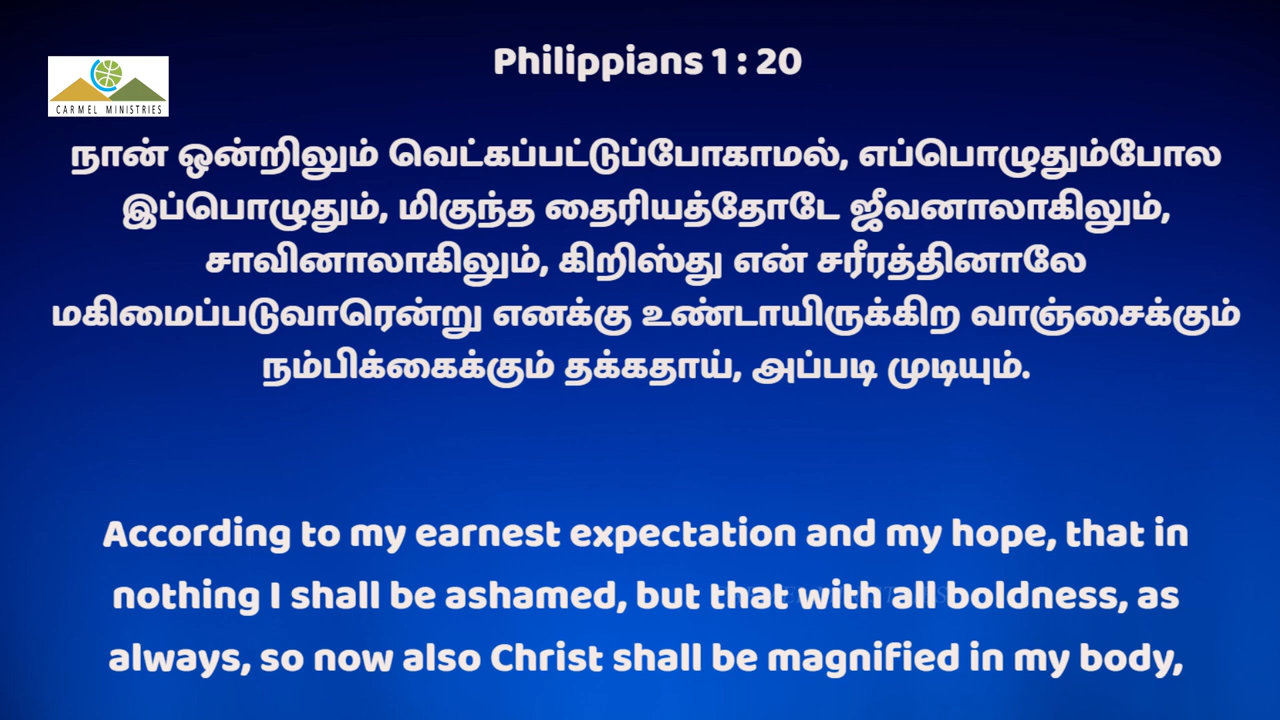 Philippians 1 : 20
CARMEL MINISTRIES
நான் ஒன்றிலும் வெட்கப்பட்டுப்போகாமல், எப்பொழுதும்போல
இப்பொழுதும், மிகுந்த தைரியத்தோடே ஜீவனாலாகிலும்,
சாவினாலாகிலும், கிறிஸ்து என் சரீரத்தினாலே
மகிமைப்படுவாரென்று எனக்கு உண்டாயிருக்கிற வாஞ்சைக்கும்
நம்பிக்கைக்கும் தக்கதாய், அப்படி முடியும்.
According to my earnest expectation and my hope, that in
nothing I shall be ashamed, but that with all boldness, as
always, so now also Christ shall be magnified in my body,